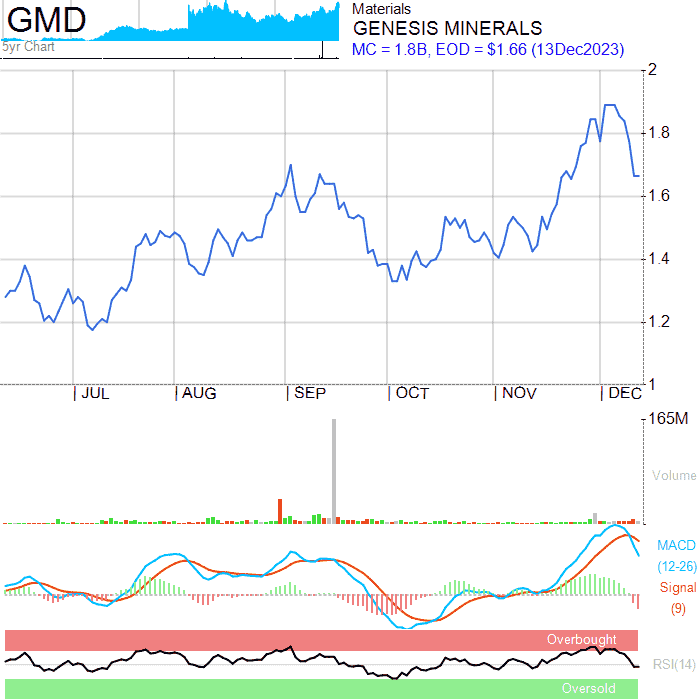 GMD
5yr Chart
Materials
GENESIS MINERALS
MC = 1.8B, EOD = $1.66 (13Dec2023)
2
1.8
1.6
1.4
1.2
1
| JUL | AUG | SEP | OCT | NOV | DEC
165M
Volume
MACD
(12-26)
Signal
(9)
Overbought
RSI(14)
Oversold